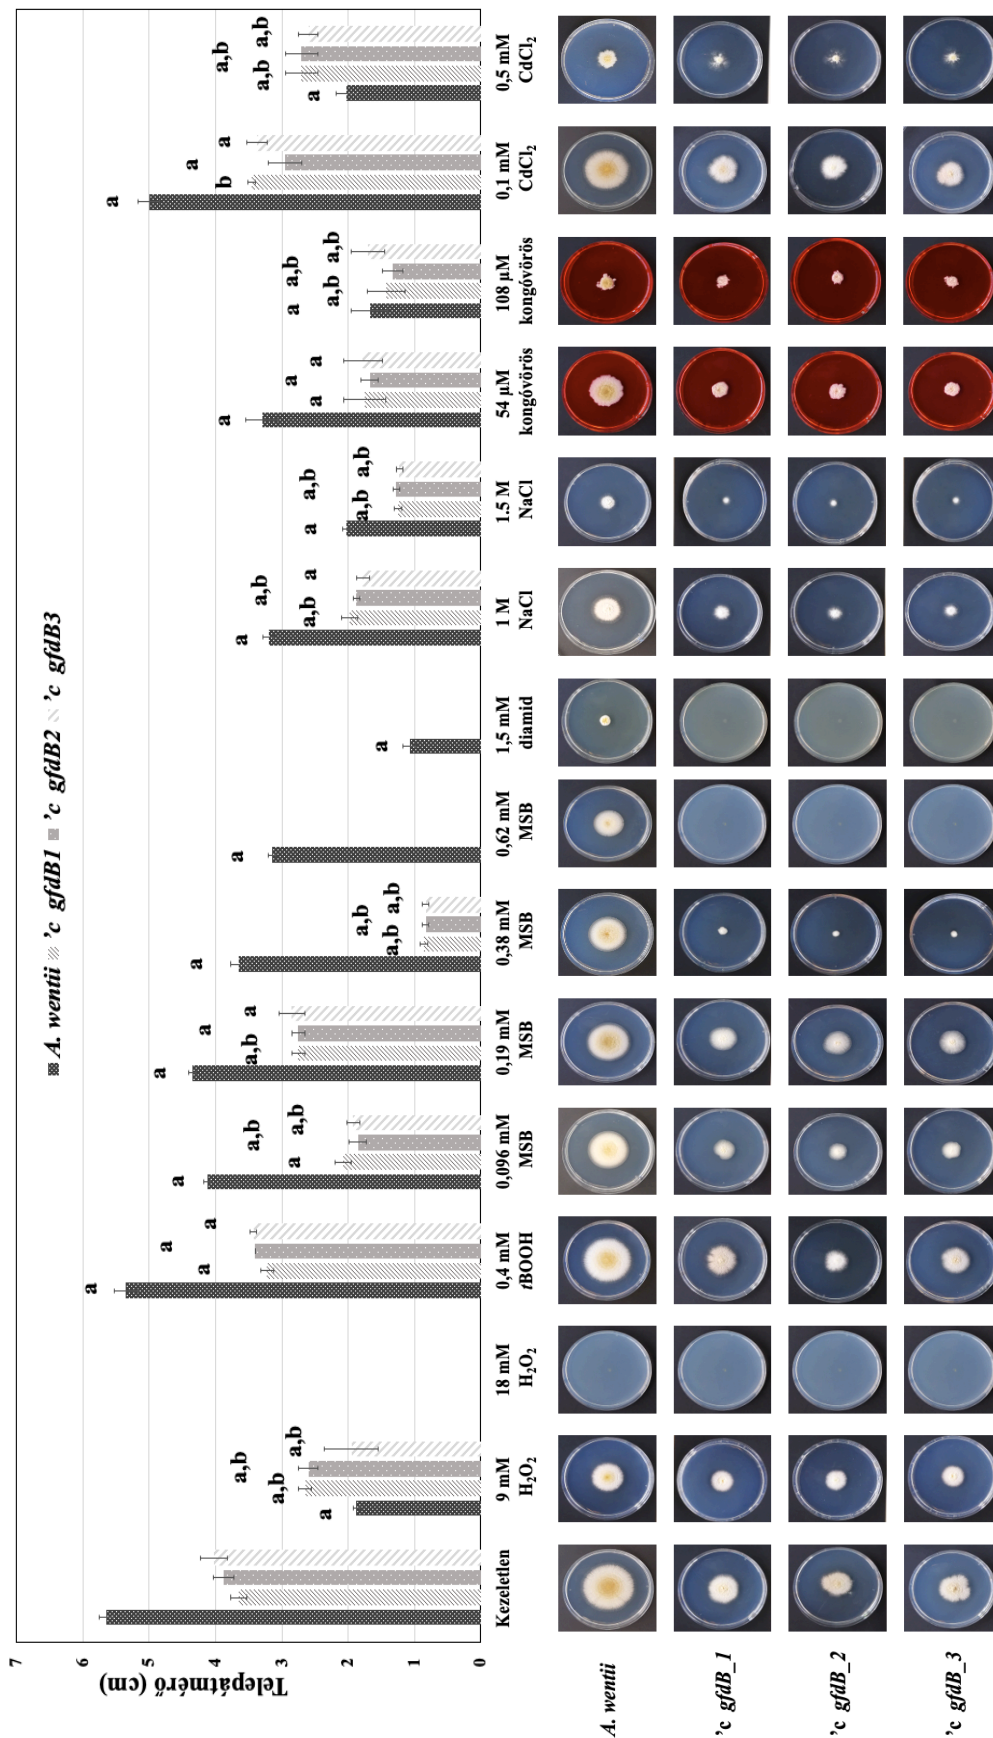 A. wentii 'c gfdB1 'c gfdB2 'c gfdB3
Telepátmérő (cm)
7
6
5
4
3
2
1
0
a
a,b
a,b
a,b
a
a
a
a
a
a
a,b
a,b
a
a,b
a
a
a
a,b
a,b
a,b
a
a
a
a,b
a,b
a
a
a,b
a,b
a,b
a
a
a
a
a
a,b
a,b
a,b
a
b
a
a
a
a,b
a,b
a,b
Kezeletlen
9 mM
H₂O₂
18 mM
H₂O₂
0,4 mM
tBOOH
0,096 mM
MSB
0,19 mM
MSB
0,38 mM
MSB
0,62 mM
MSB
1,5 mM
diamid
1 M
NaCl
1.5 M
NaCl
54 µM
kongóvörös
108 µM
kongóvörös
0,1 mM
CdCl₂
0,5 mM
CdCl₂
A. wentii
'c gfdB_1
'c gfdB_2
'c gfdB_3